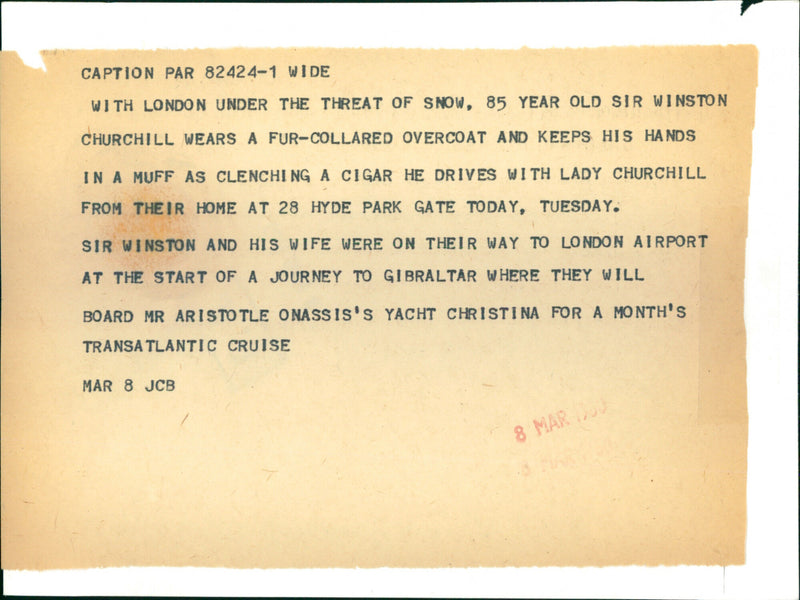 CAPTION PAR 82424-1 WIDE
WITH LONDON UNDER THE THREAT OF SNOW, 85 YEAR OLD SIR WINSTON
CHURCHILL WEARS A FUR-COLLARED OVERCOAT AND KEEPS HIS HANDS
IN A MUFF AS CLENCHING A CIGAR HE DRIVES WITH LADY CHURCHILL
FROM THEIR HOME AT 28 HYDE PARK GATE TODAY, TUESDAY.
SIR WINSTON AND HIS WIFE WERE ON THEIR WAY TO LONDON AIRPORT
AT THE START OF A JOURNEY TO GIBRALTAR WHERE THEY WILL
BOARD MR ARISTOTLE ONASSIS'S YACHT CHRISTINA FOR A MONTH'S
TRANSATLANTIC CRUISE
MAR 8 JCB
8 MAR